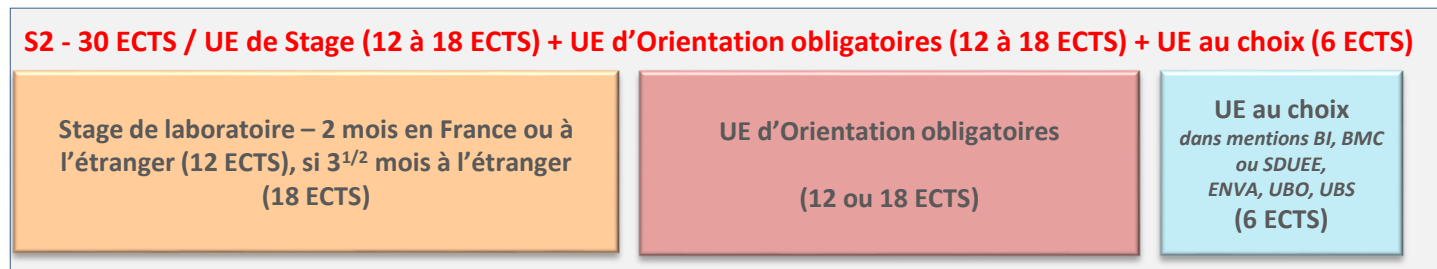 S2 - 30 ECTS / UE de Stage (12 à 18 ECTS) + UE d’Orientation obligatoires (12 à 18 ECTS) + UE au choix (6 ECTS)
Stage de laboratoire – 2 mois en France ou à
l’étranger (12 ECTS), si 3 1/2 mois à l’étranger
(18 ECTS)
UE d’Orientation obligatoires
(12 ou 18 ECTS)
UE au choix
dans mentions BI, BMC
ou SDUEE,
ENVA, UBO, UBS
(6 ECTS)